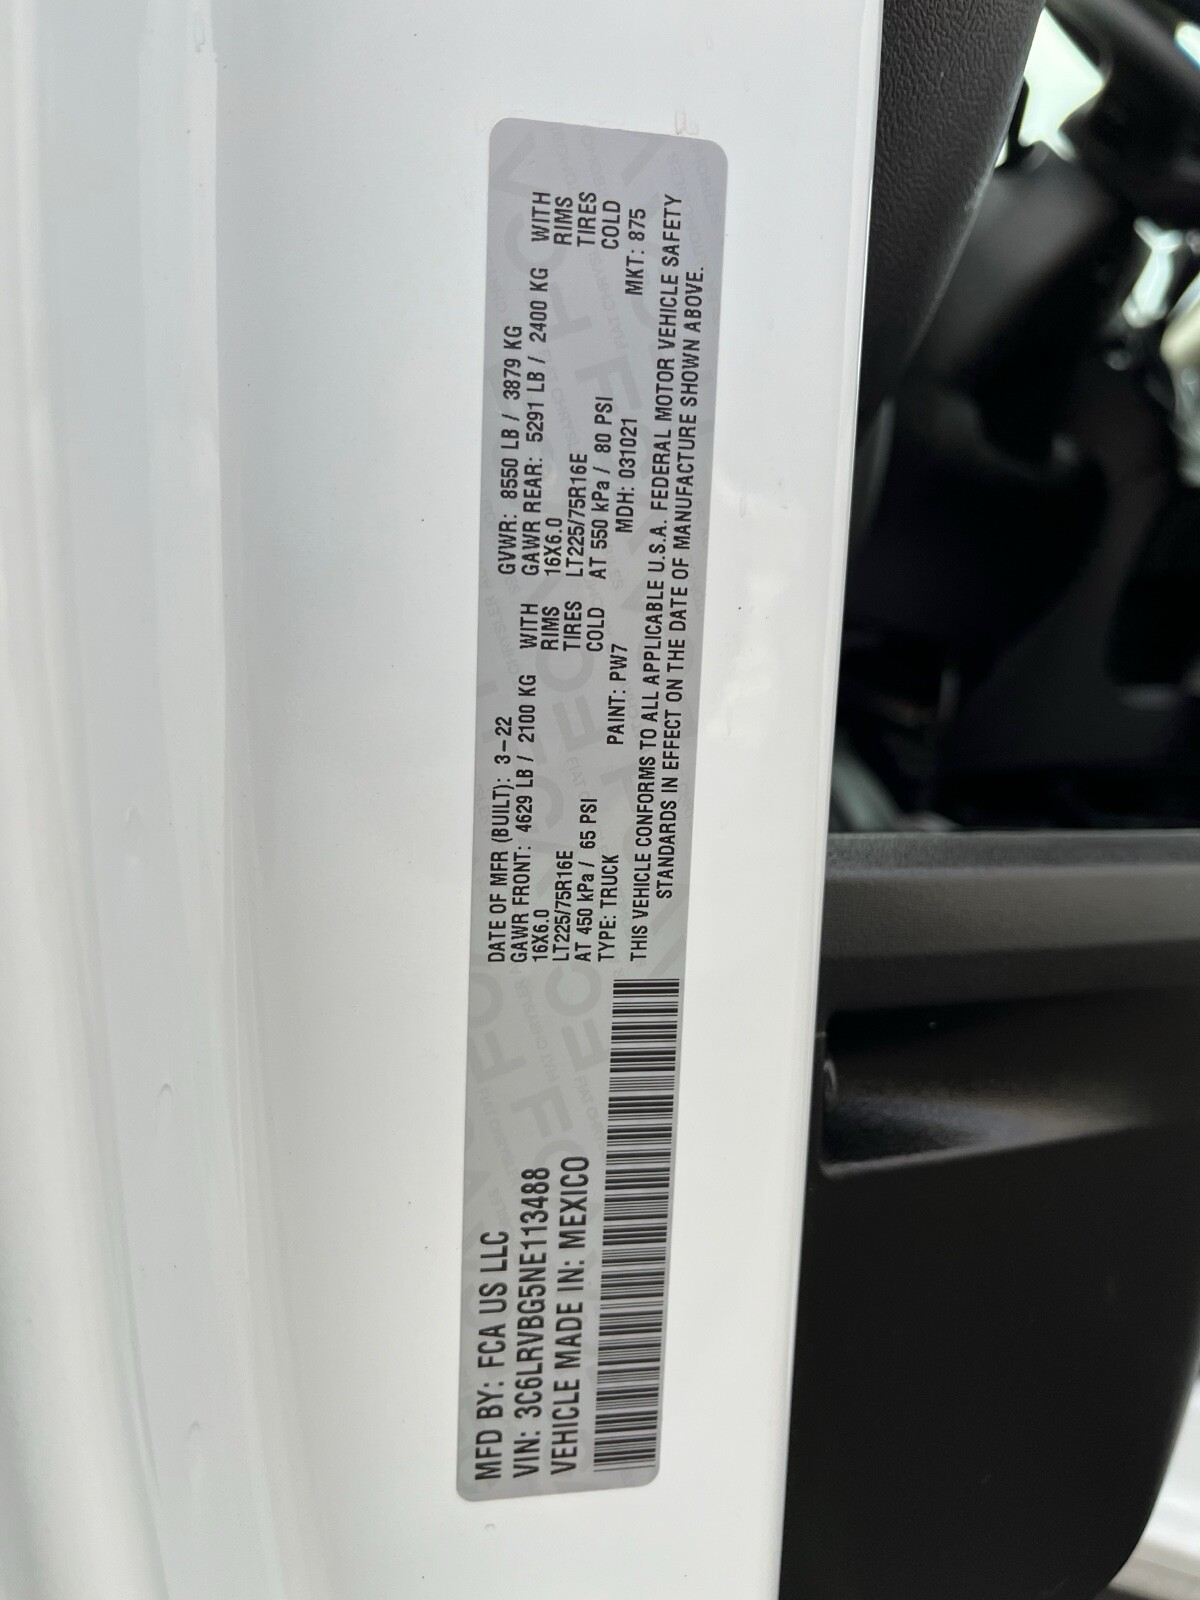 MFD BY: FCA US LLC
VIN: 3C6LRVBG5NE113488
VEHICLE MADE IN: MEXICO
DATE OF MFR (BUILT): 3-22 GVWR: 8550 LB / 3879 KG
GAWR FRONT: 4629 LB / 2100 KG WITH GAWR REAR: 5291 LB / 2400 KG WITH
16X6.0 RIMS 16X6.0 RIMS
LT225/75R16E TIRES LT225/75R16E TIRES
AT 450 kPa / 65 PSI COLD AT 550 kPa / 80 PSI COLD
TYPE: TRUCK PAINT: PW7 MDH: 031021 MKT: 875
THIS VEHICLE CONFORMS TO ALL APPLICABLE U.S.A. FEDERAL MOTOR VEHICLE SAFETY
STANDARDS IN EFFECT ON THE DATE OF MANUFACTURE SHOWN ABOVE.